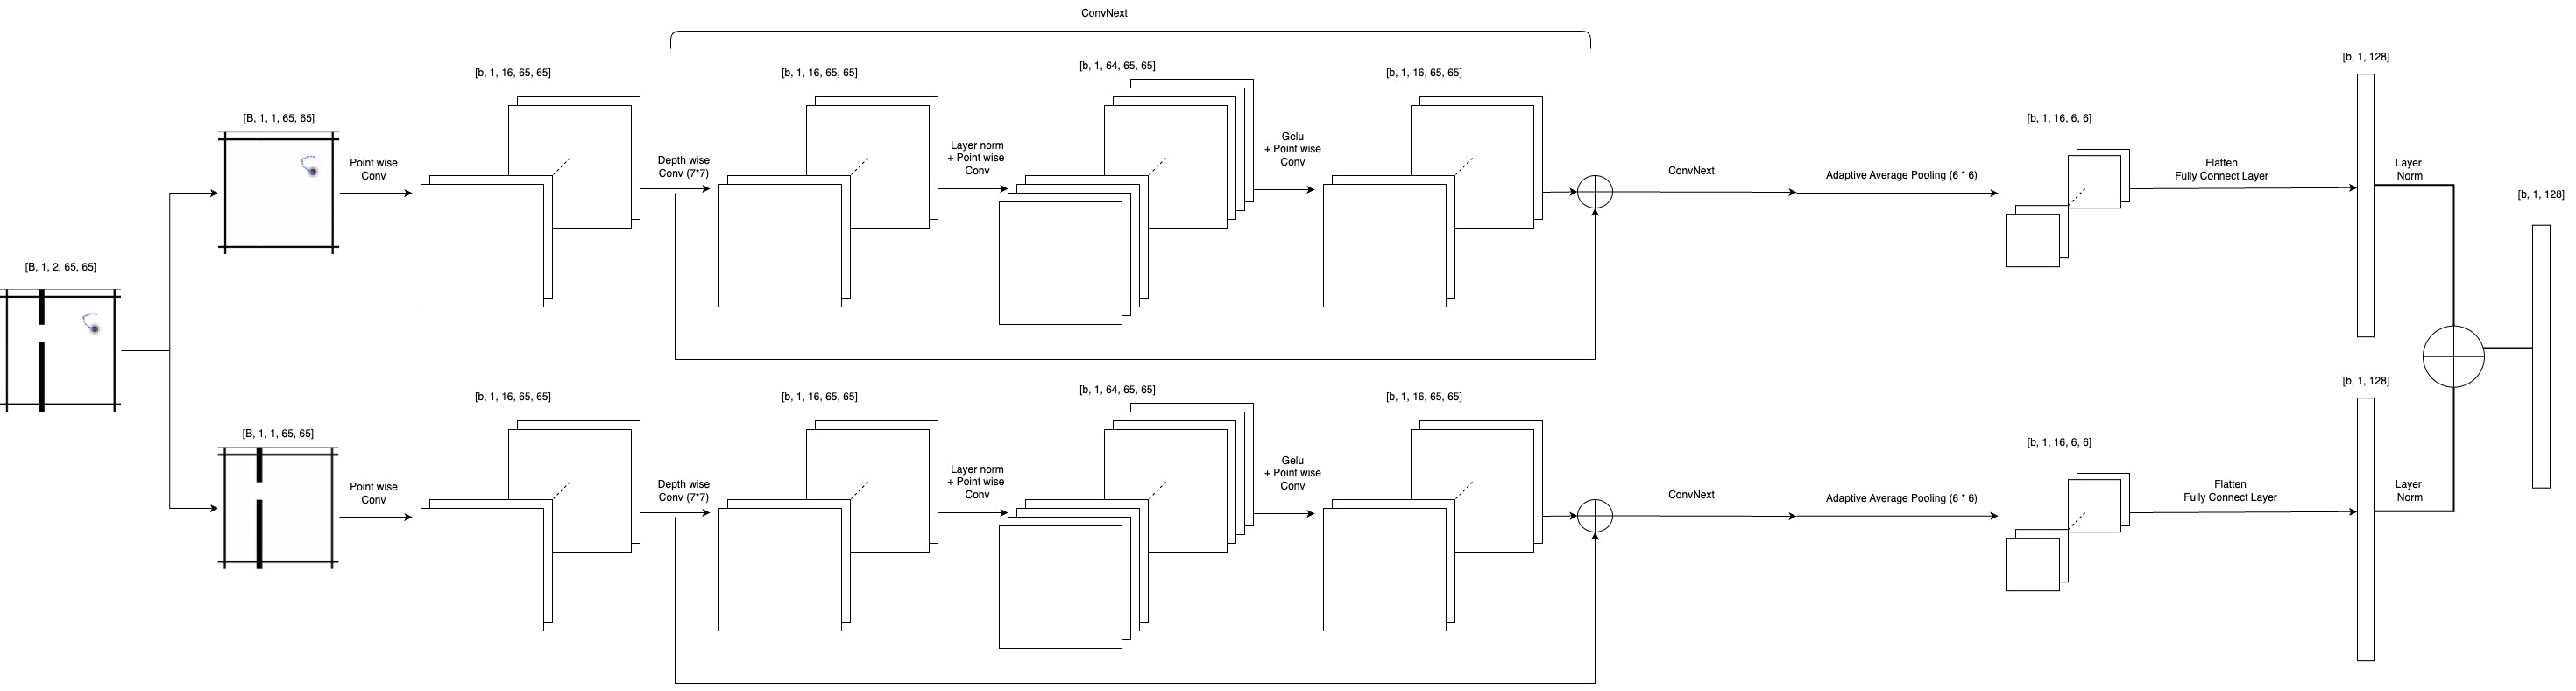 ConvNext
[b, 1, 128]
[b, 1, 16, 65, 65]
[b, 1, 16, 65, 65]
[b, 1, 64, 65, 65]
[b, 1, 16, 65, 65]
[B, 1, 1, 65, 65]
[b, 1, 16, 6, 6]
Point wise
Conv
Depth wise
Conv (7*7)
Layer norm
+ Point wise
Conv
Gelu
+ Point wise
Conv
ConvNext
Adaptive Average Pooling (6 * 6)
Flatten
Fully Connect Layer
Layer
Norm
[b, 1, 128]
[B, 1, 2, 65, 65]
[b, 1, 128]
[b, 1, 16, 65, 65]
[b, 1, 16, 65, 65]
[b, 1, 64, 65, 65]
[b, 1, 16, 65, 65]
[B, 1, 1, 65, 65]
[b, 1, 16, 6, 6]
Point wise
Conv
Depth wise
Conv (7*7)
Layer norm
+ Point wise
Conv
Gelu
+ Point wise
Conv
ConvNext
Adaptive Average Pooling (6 * 6)
Flatten
Fully Connect Layer
Layer
Norm